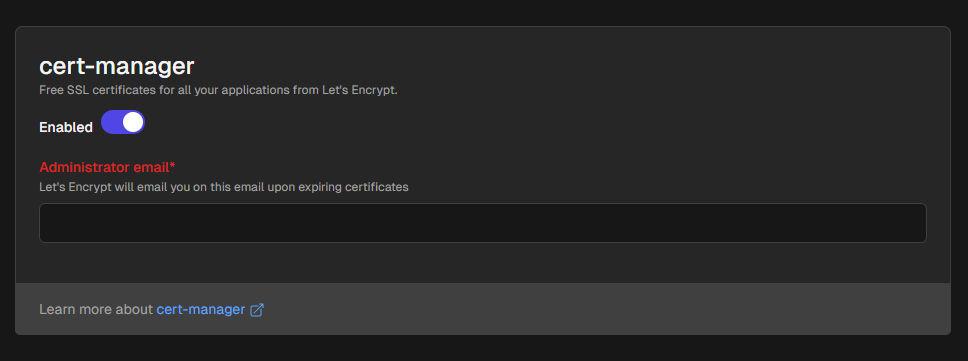 cert-manager
Free SSL certificates for all your applications from Let's Encrypt.
Enabled
Administrator email*
Let's Encrypt will email you on this email upon expiring certificates
Learn more about cert-manager